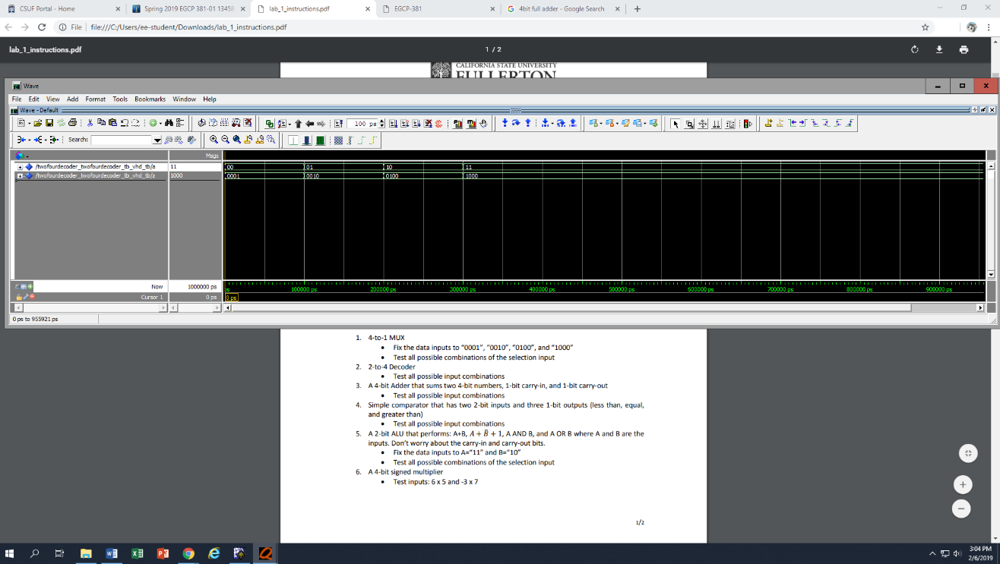 CSUF Portal - Home
Spring 2019 EGCP 381-01 13458
lab_1_instructions.pdf
EGCP-381
4bit full adder - Google Search
File file:///C:/Users/ee-student/Downloads/lab_1_instructions.pdf
lab_1_instructions.pdf
1 / 2
CALIFORNIA STATE UNIVERSITY
FULLERTON
Wave
File Edit View Add Format Tools Bookmarks Window Help
Wave - Default
100 ps
Search:
Msgs
/twofourdecoder_twofourdecoder_tb_vhd_tb/a 11 00 01 10 11
/twofourdecoder_twofourdecoder_tb_vhd_tb/z 1000 0001 0010 0100 1000
Now 1000000 ps ps 100000 ps 200000 ps 300000 ps 400000 ps 500000 ps 600000 ps 700000 ps 800000 ps 900000 ps
Cursor 1 0 ps 0 ps
0 ps to 955921 ps
1. 4-to-1 MUX
• Fix the data inputs to “0001”, “0010”, “0100”, and “1000”
• Test all possible combinations of the selection input
2. 2-to-4 Decoder
• Test all possible input combinations
3. A 4-bit Adder that sums two 4-bit numbers, 1-bit carry-in, and 1-bit carry-out
• Test all possible input combinations
4. Simple comparator that has two 2-bit inputs and three 1-bit outputs (less than, equal,
and greater than)
• Test all possible input combinations
5. A 2-bit ALU that performs: A+B, A + B̄ + 1, A AND B, and A OR B where A and B are the
inputs. Don’t worry about the carry-in and carry-out bits.
• Fix the data inputs to A=“11” and B=“10”
• Test all possible combinations of the selection input
6. A 4-bit signed multiplier
• Test inputs: 6 x 5 and -3 x 7
1/2
3:04 PM
2/6/2019